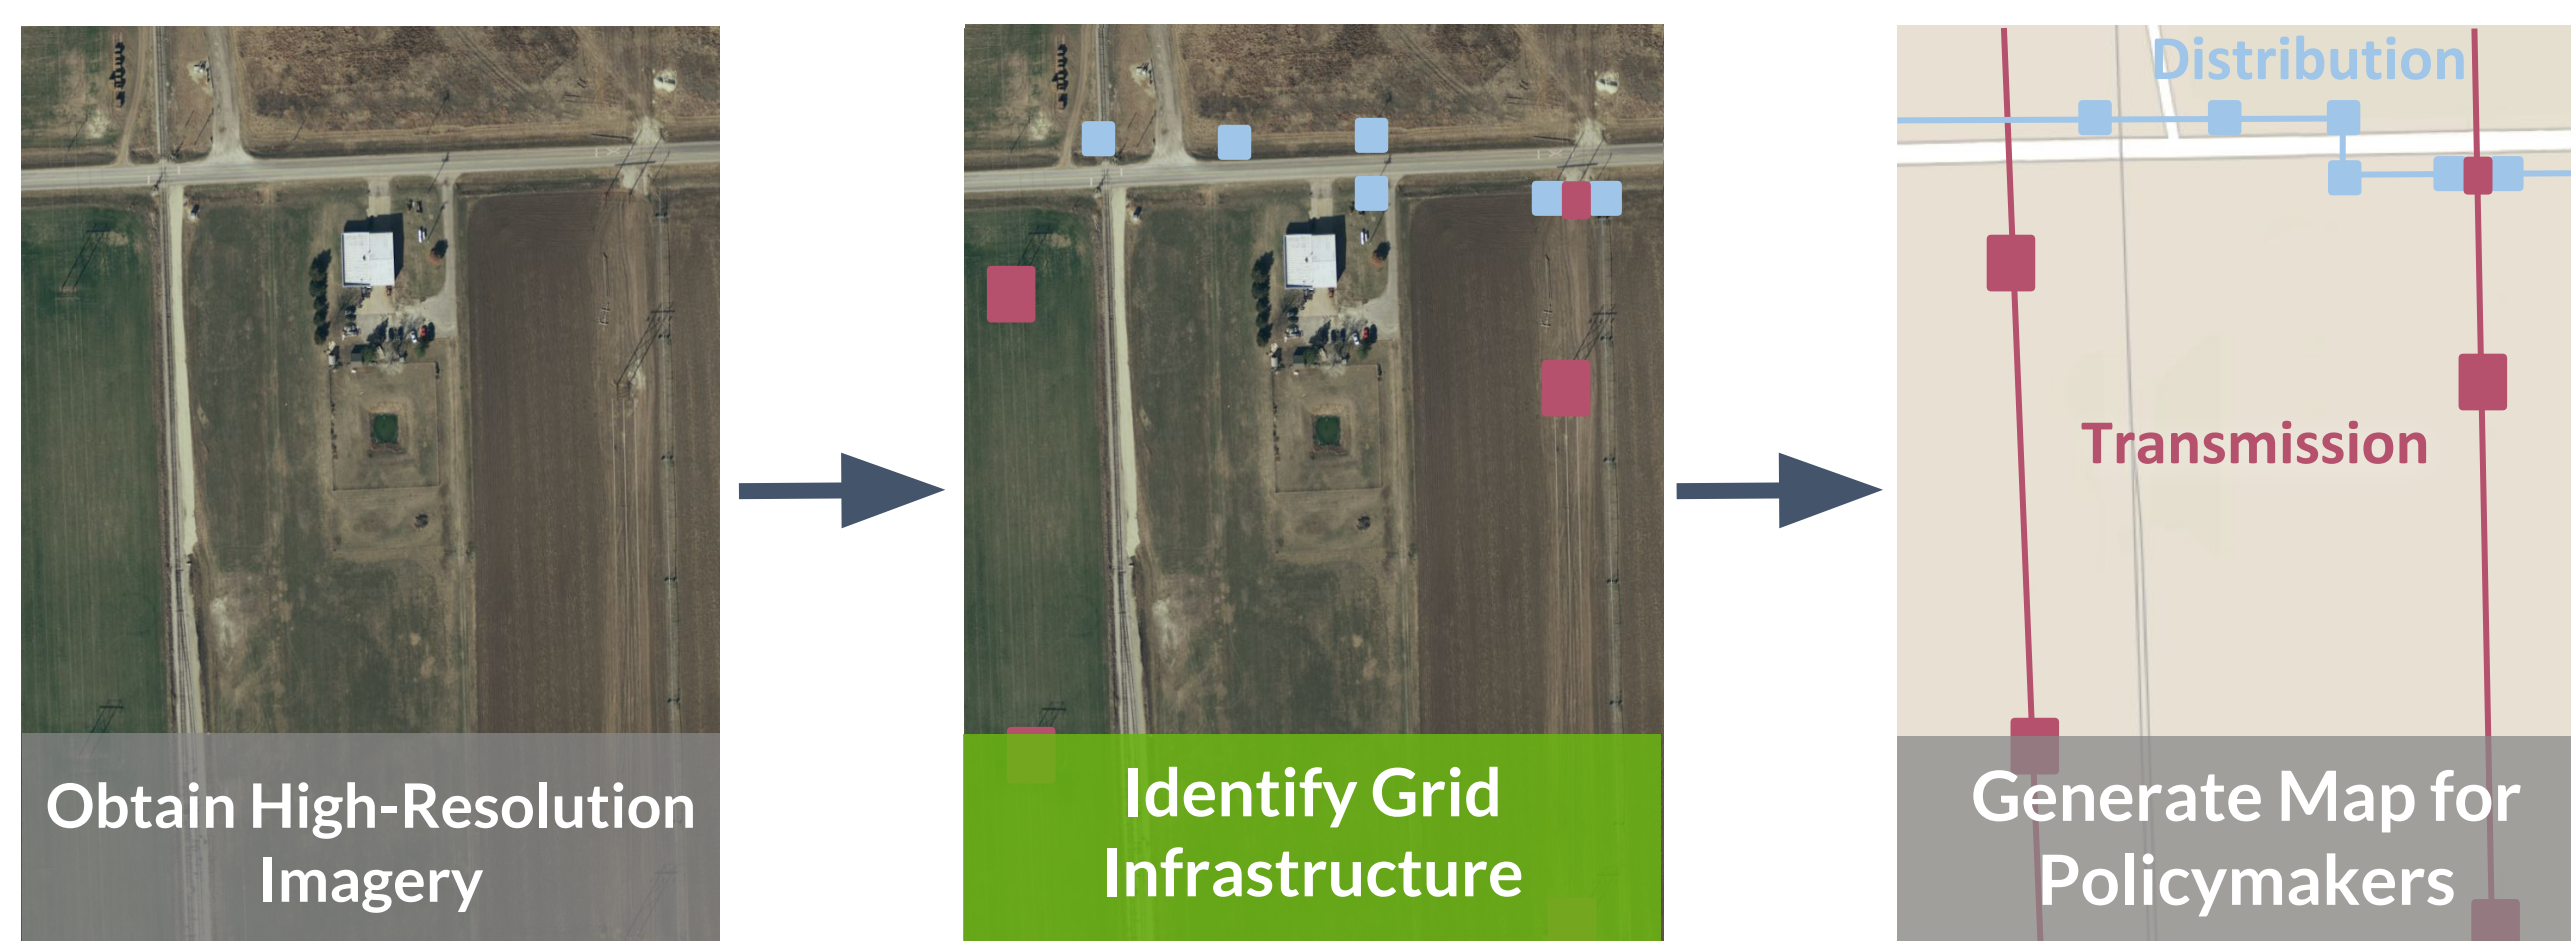 Obtain High-Resolution
Imagery
Identify Grid
Infrastructure
Distribution
Transmission
Generate Map for
Policymakers